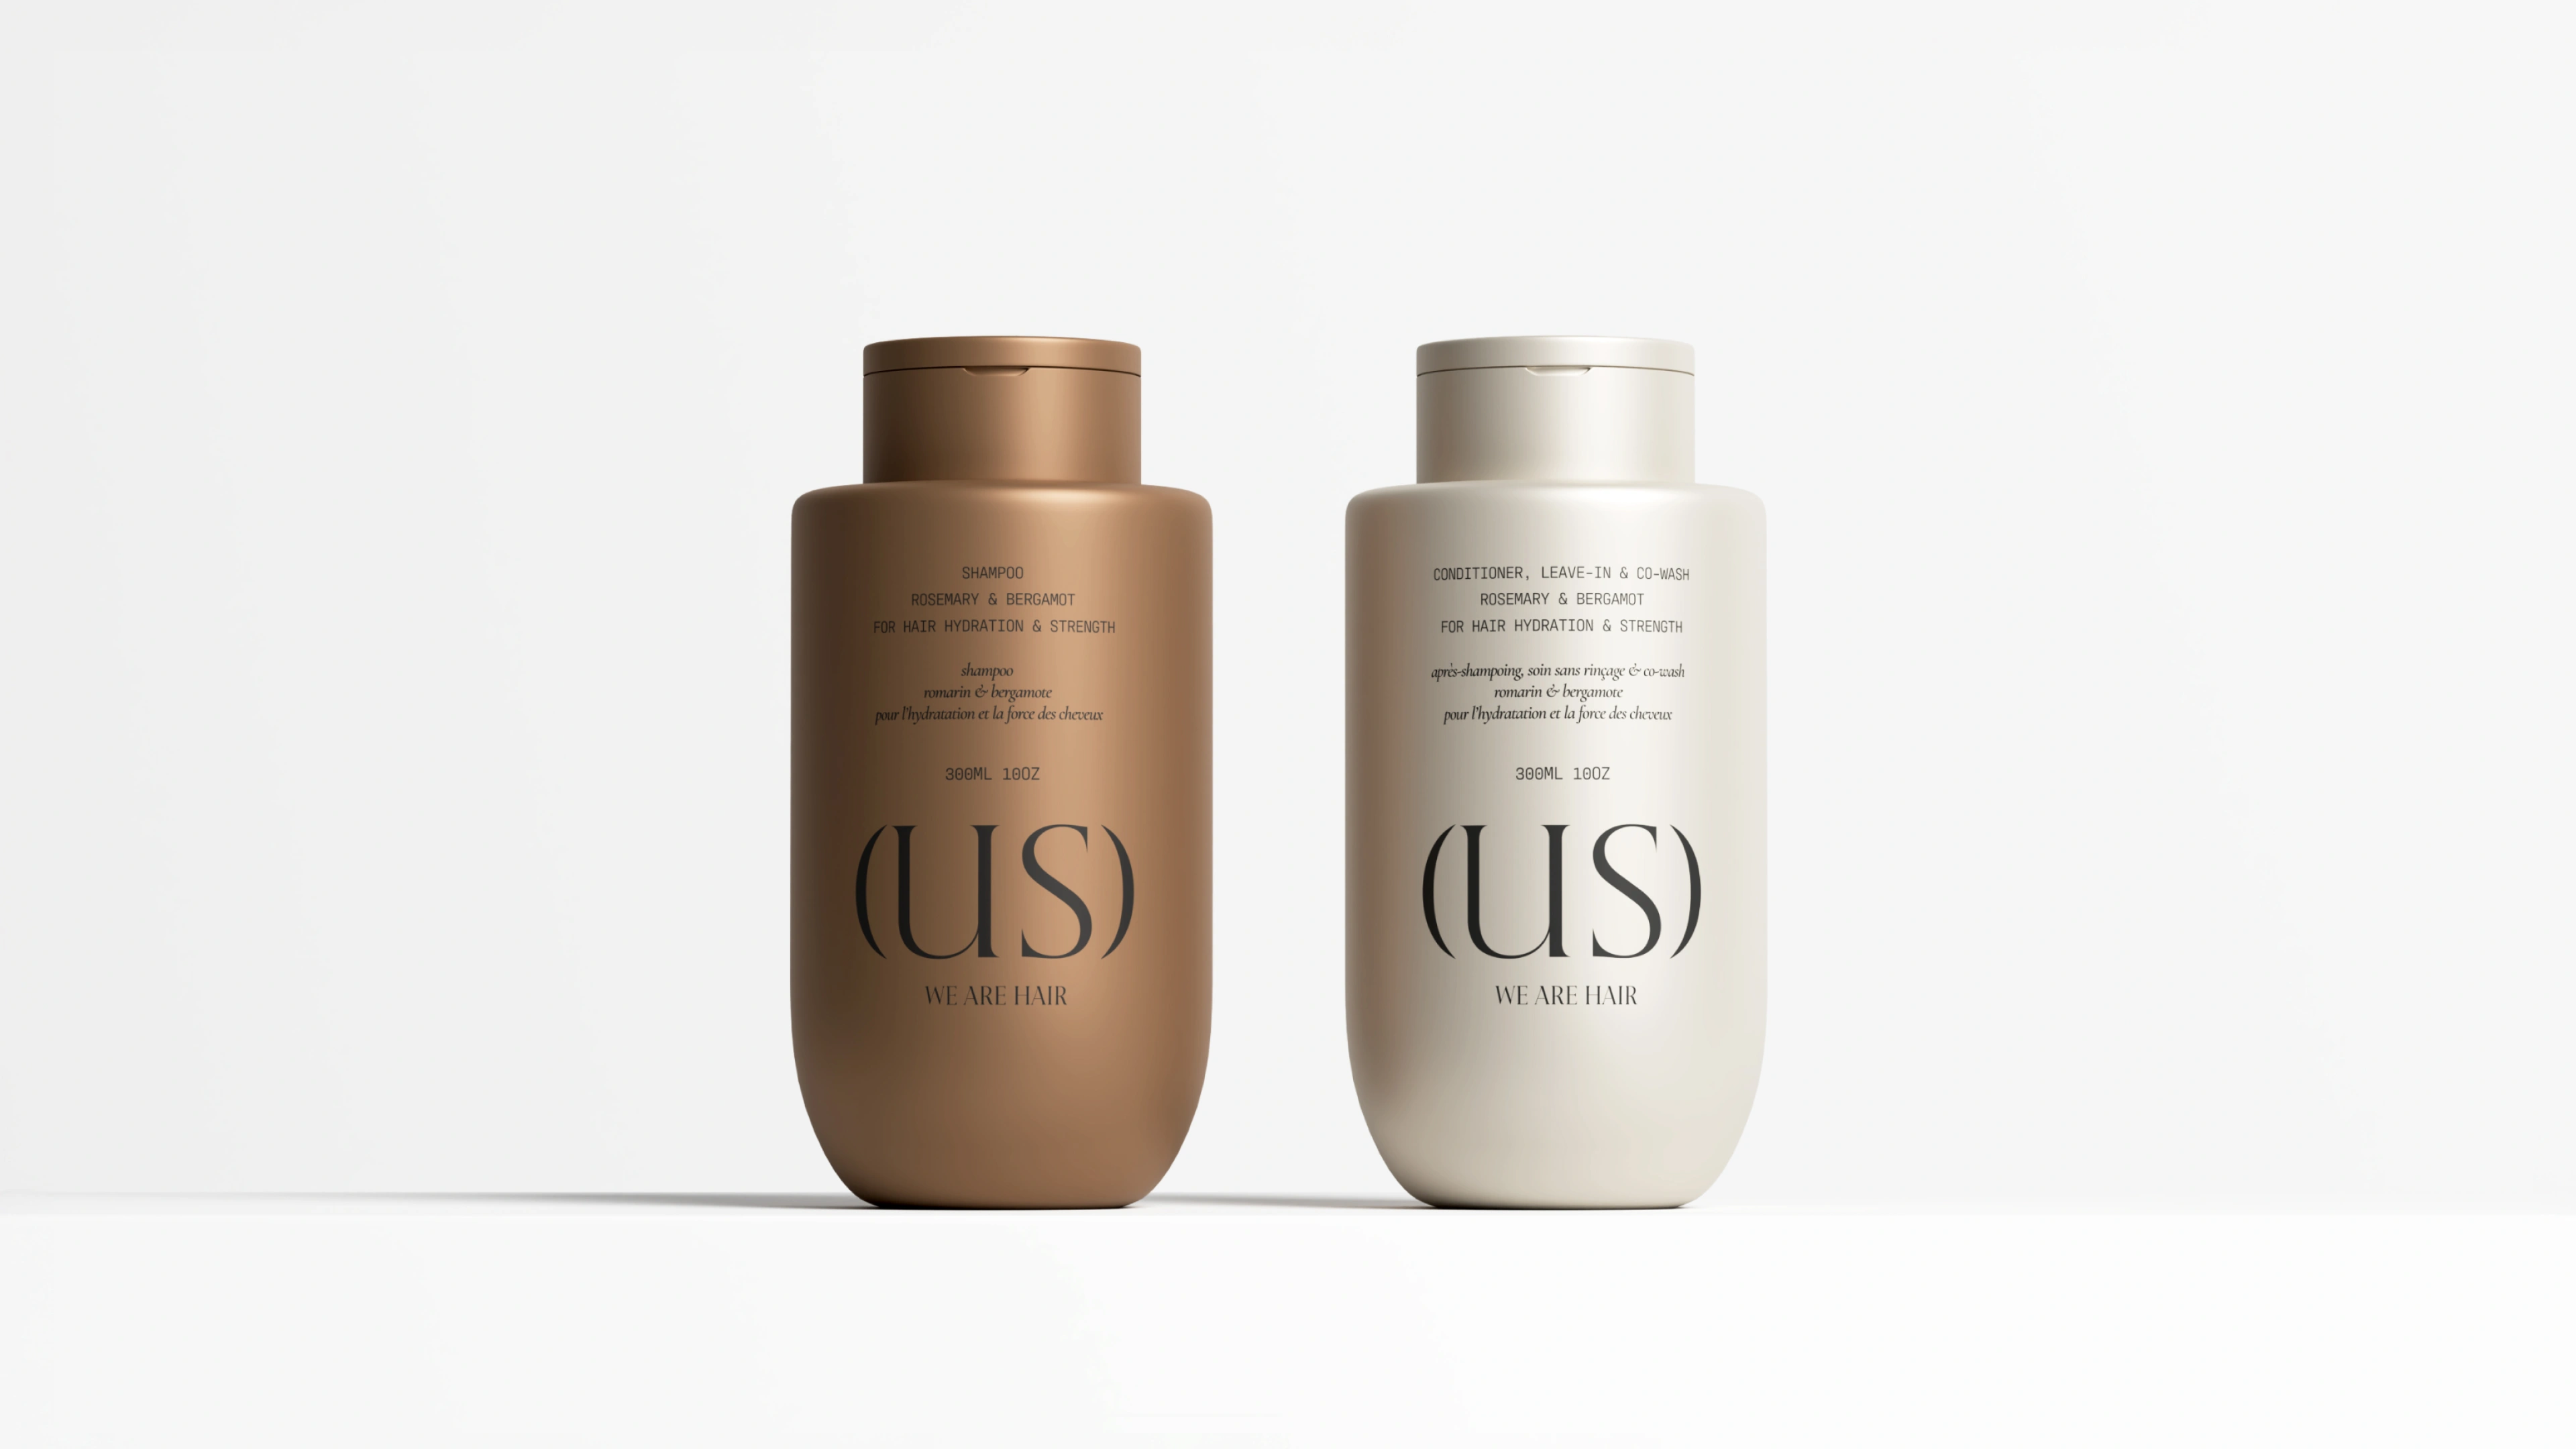 SHAMPOO
ROSEMARY & BERGAMOT
FOR HAIR HYDRATION & STRENGTH
shampoo
romarin & bergamote
pour l'hydratation et la force des cheveux
300ML 10OZ
(US)
WE ARE HAIR
CONDITIONER, LEAVE-IN & CO-WASH
ROSEMARY & BERGAMOT
FOR HAIR HYDRATION & STRENGTH
après-shampoing, soin sans rinçage & co-wash
romarin & bergamote
pour l'hydratation et la force des cheveux
300ML 10OZ
(US)
WE ARE HAIR